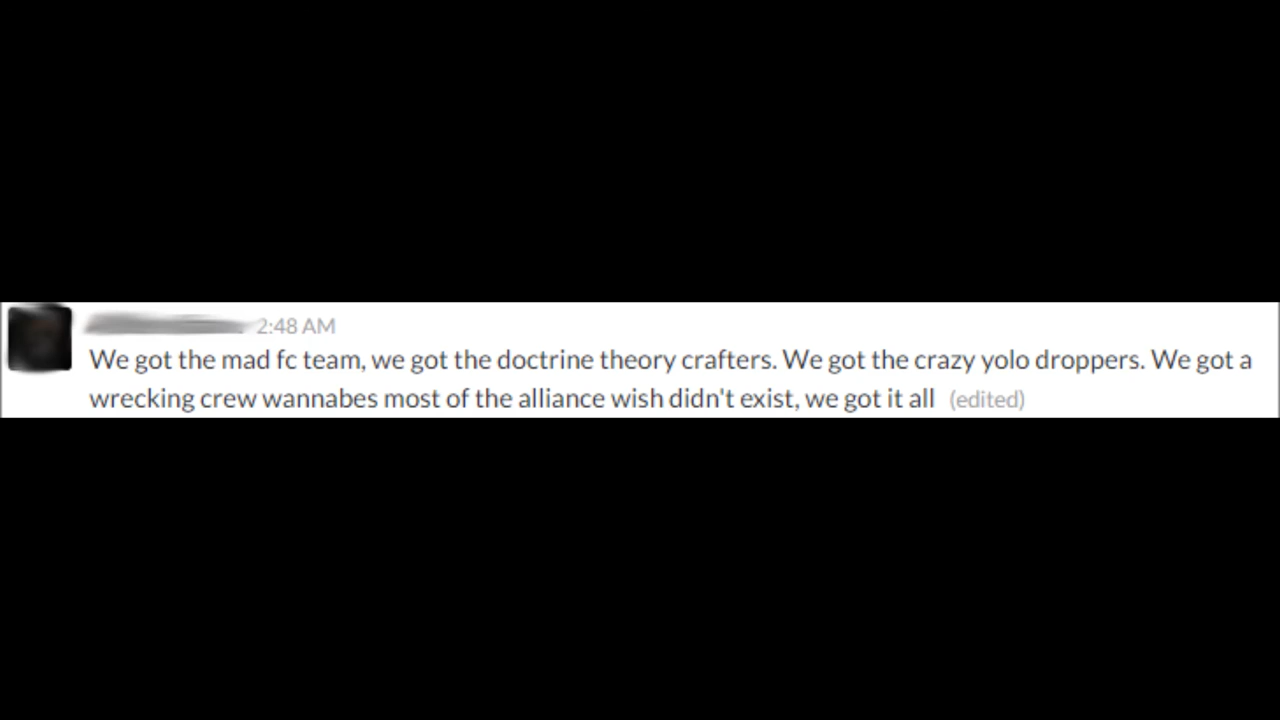 2:48 AM
We got the mad fc team, we got the doctrine theory crafters. We got the crazy yolo droppers. We got a
wrecking crew wannabes most of the alliance wish didn't exist, we got it all (edited)